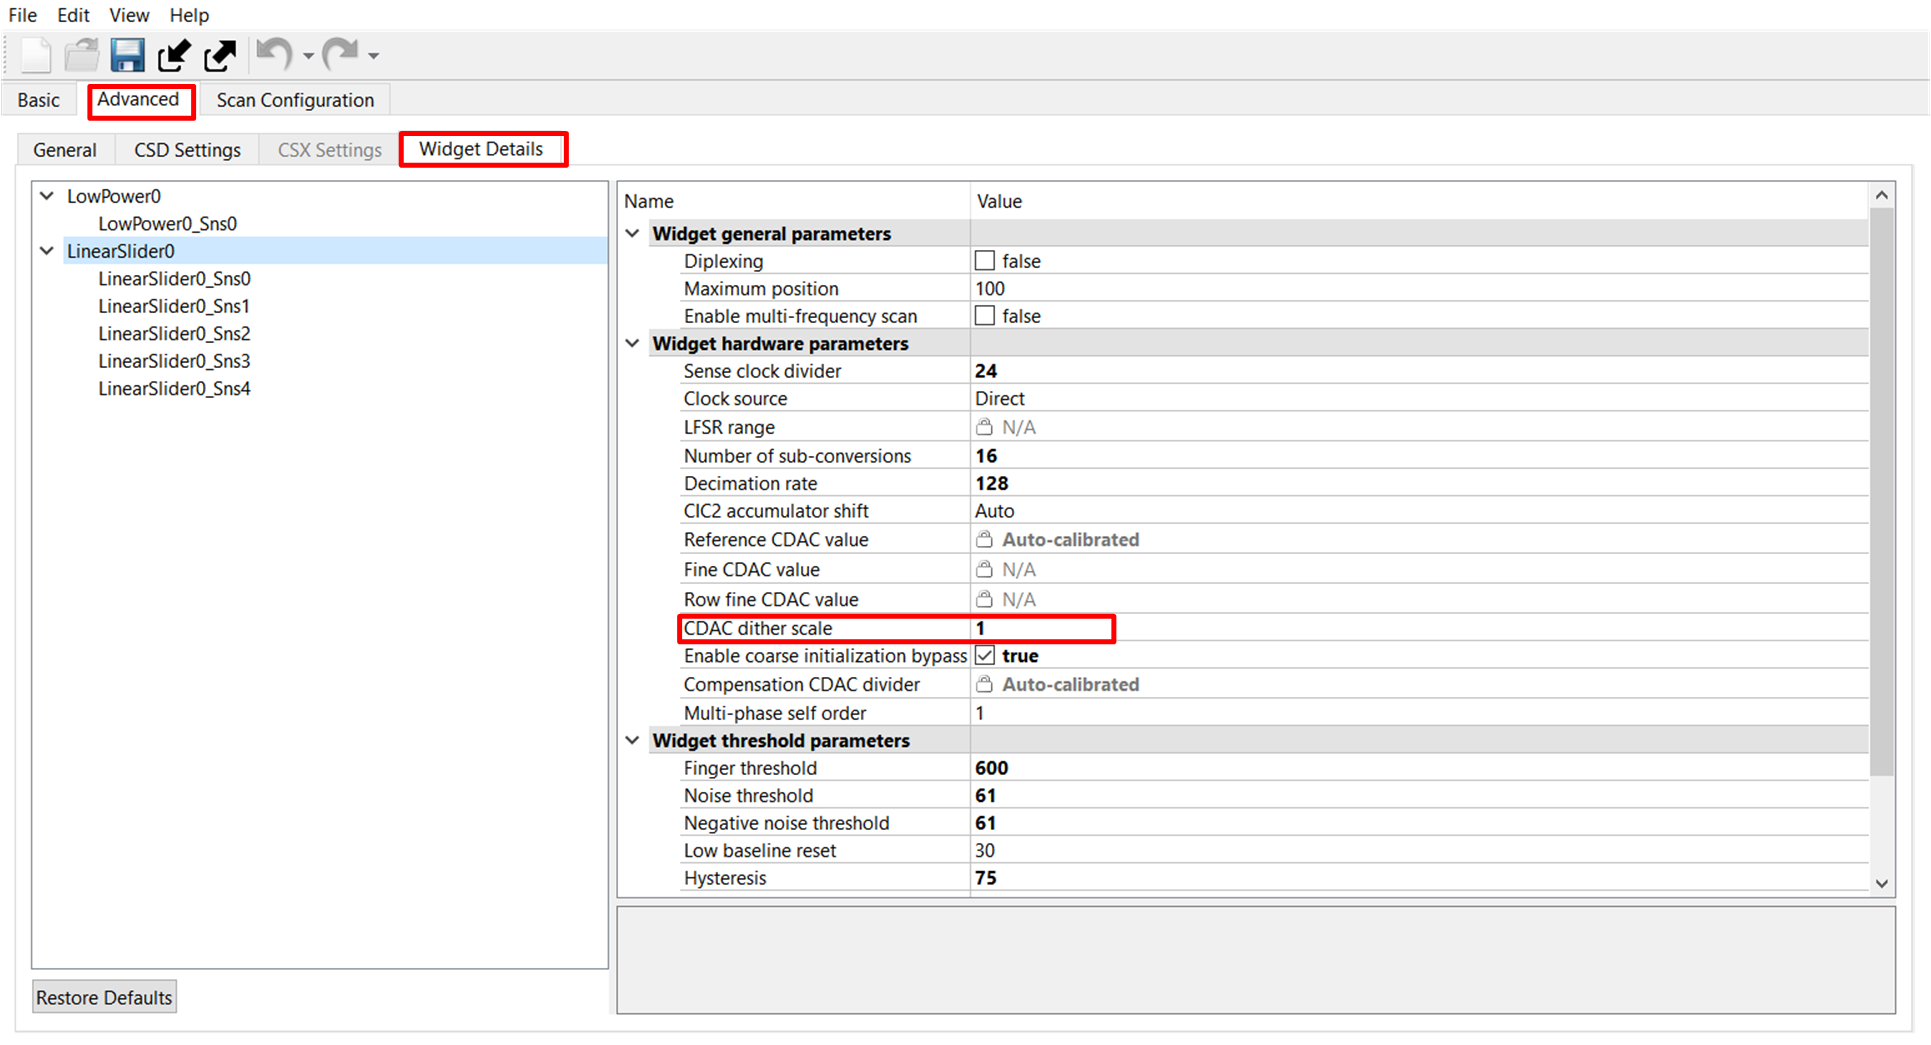 File Edit View Help
Basic Advanced Scan Configuration
General CSD Settings CSX Settings Widget Details
LowPower0
LowPower0_Sns0
LinearSlider0
LinearSlider0_Sns0
LinearSlider0_Sns1
LinearSlider0_Sns2
LinearSlider0_Sns3
LinearSlider0_Sns4
Restore Defaults
Name Value
Widget general parameters
Diplexing false
Maximum position 100
Enable multi-frequency scan false
Widget hardware parameters
Sense clock divider 24
Clock source Direct
LFSR range N/A
Number of sub-conversions 16
Decimation rate 128
CIC2 accumulator shift Auto
Reference CDAC value Auto-calibrated
Fine CDAC value N/A
Row fine CDAC value N/A
CDAC dither scale 1
Enable coarse initialization bypass true
Compensation CDAC divider Auto-calibrated
Multi-phase self order 1
Widget threshold parameters
Finger threshold 600
Noise threshold 61
Negative noise threshold 61
Low baseline reset 30
Hysteresis 75